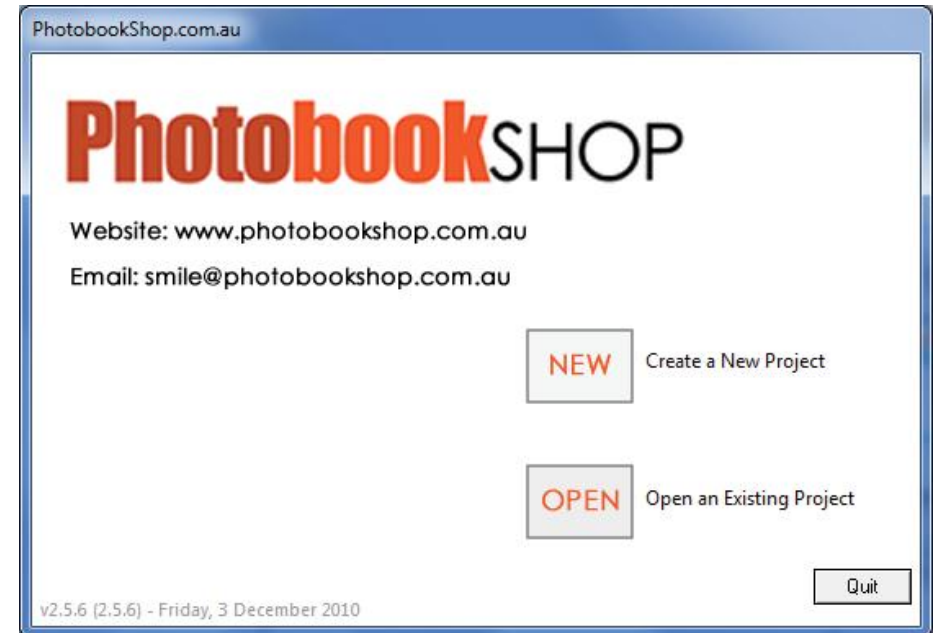 PhotobookShop.com.au
PhotobookSHOP
Website: www.photobookshop.com.au
Email: smile@photobookshop.com.au
NEW Create a New Project
OPEN Open an Existing Project
Quit
v2.5.6 (2.5.6) - Friday, 3 December 2010